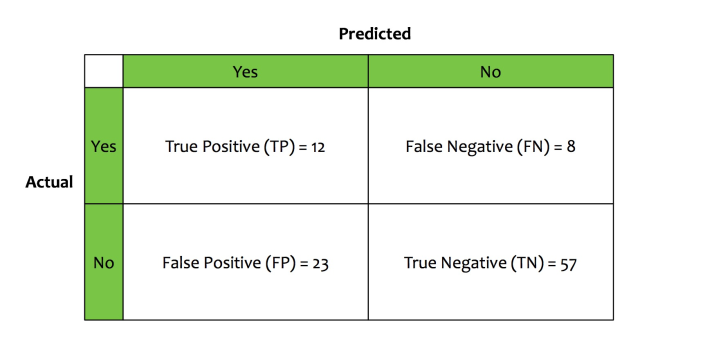 Predicted
Yes
No
Yes
True Positive (TP) = 12
False Negative (FN) = 8
Actual
No
False Positive (FP) = 23
True Negative (TN) = 57